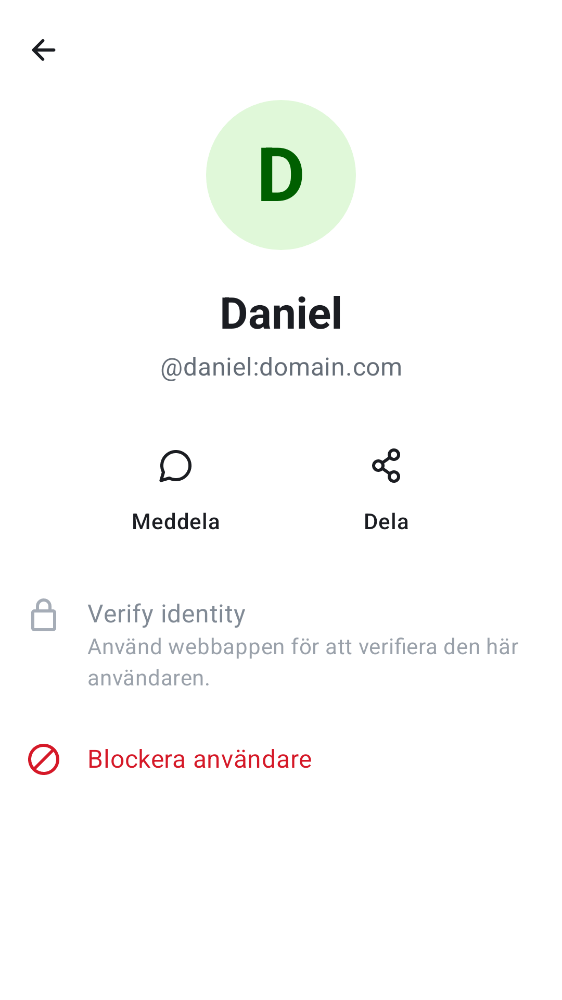 D
Daniel
@daniel:domain.com
Meddela
Dela
Verify identity
Använd webbappen för att verifiera den här
användaren.
Blockera användare